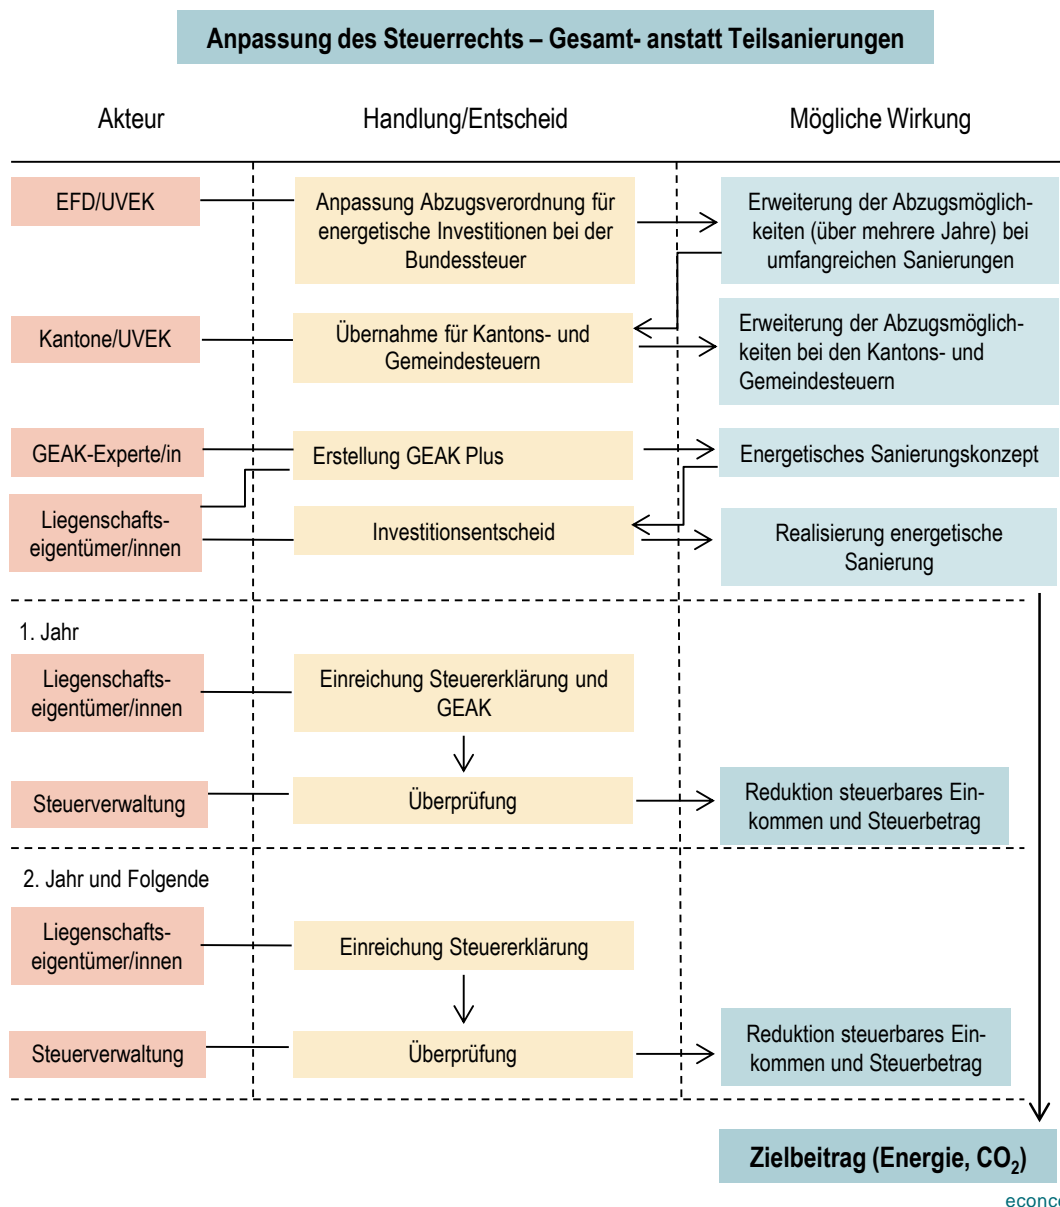 Anpassung des Steuerrechts – Gesamt- anstatt Teilsanierungen
Akteur
Handlung/Entscheid
Mögliche Wirkung
EFD/UVEK
Anpassung Abzugsverordnung für
energetische Investitionen bei der
Bundessteuer
Erweiterung der Abzugsmöglich-
keiten (über mehrere Jahre) bei
umfangreichen Sanierungen
Kantone/UVEK
Übernahme für Kantons- und
Gemeindesteuern
Erweiterung der Abzugsmöglich-
keiten bei den Kantons- und
Gemeindesteuern
GEAK-Experte/in
Erstellung GEAK Plus
Energetisches Sanierungskonzept
Liegenschafts-
eigentümer/innen
Investitionsentscheid
Realisierung energetische
Sanierung
1. Jahr
Liegenschafts-
eigentümer/innen
Einreichung Steuererklärung und
GEAK
Steuerverwaltung
Überprüfung
Reduktion steuerbares Ein-
kommen und Steuerbetrag
2. Jahr und Folgende
Liegenschafts-
eigentümer/innen
Einreichung Steuererklärung
Steuerverwaltung
Überprüfung
Reduktion steuerbares Ein-
kommen und Steuerbetrag
Zielbeitrag (Energie, CO₂)